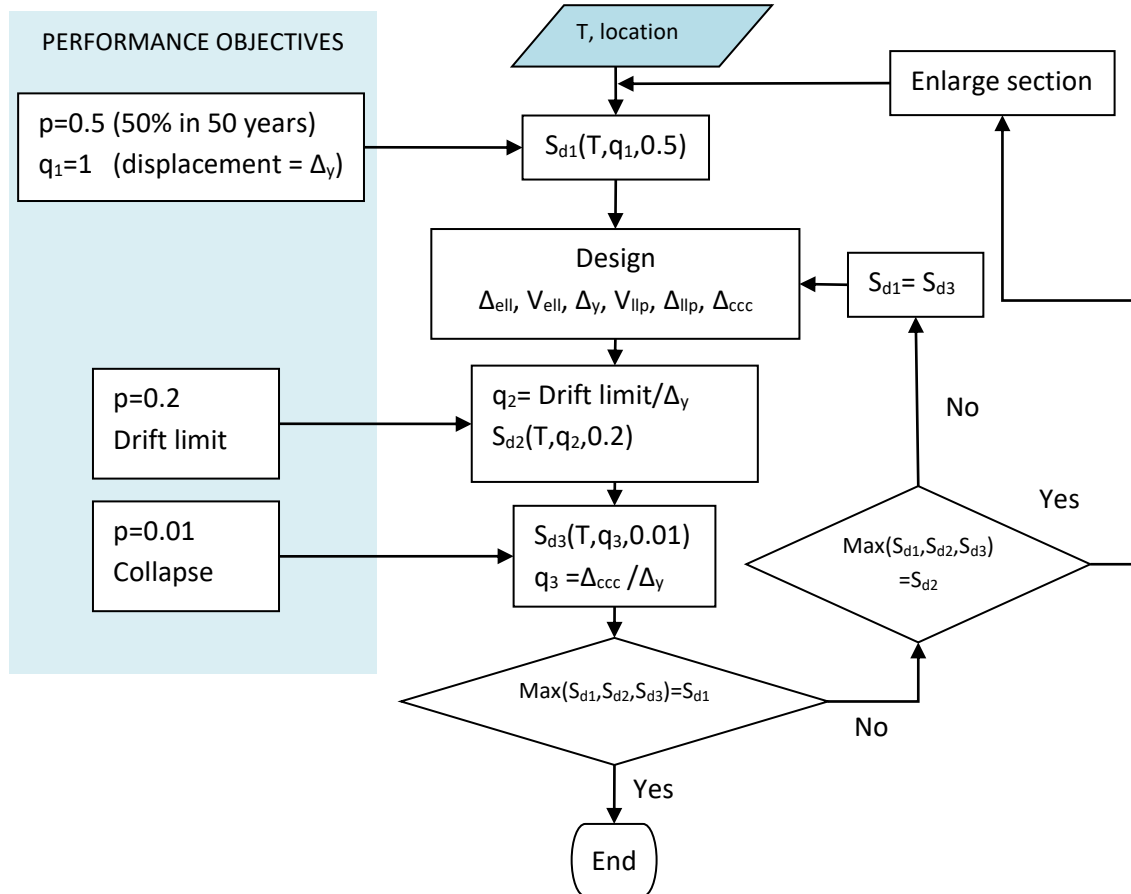 PERFORMANCE OBJECTIVES
T, location
Enlarge section
p=0.5 (50% in 50 years)
q₁=1 (displacement = Δy)
Sd1(T,q₁,0.5)
Design
Δell, Vell, Δy, Vllp, Δllp, Δccc
Sd1= Sd3
p=0.2
Drift limit
q₂= Drift limit/Δy
Sd2(T,q₂,0.2)
No
Yes
p=0.01
Collapse
Sd3(T,q₃,0.01)
q₃ =Δccc /Δy
Max(Sd1,Sd2,Sd3)
=Sd2
Max(Sd1,Sd2,Sd3)=Sd1
No
Yes
End